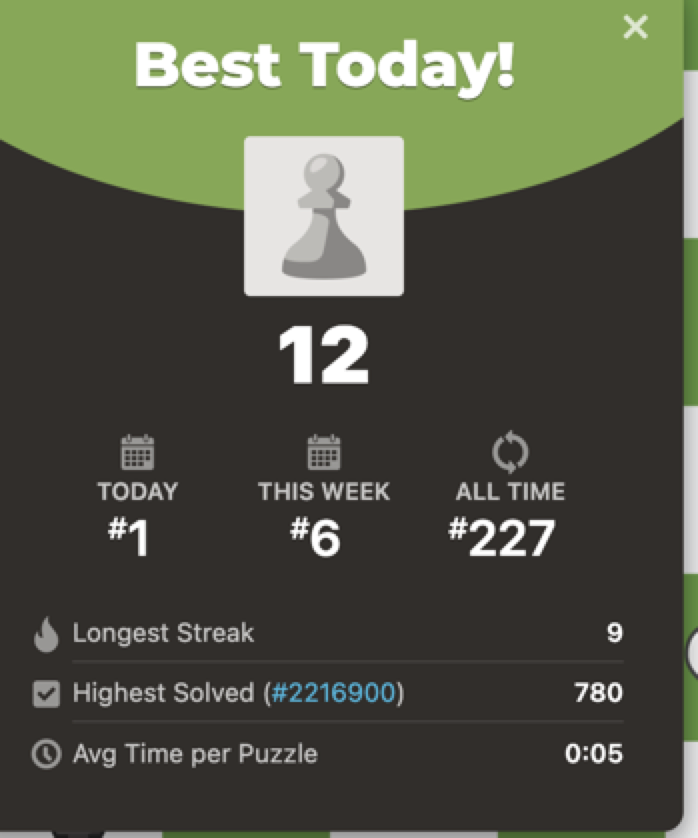 Best Today!
12
TODAY THIS WEEK ALL TIME
#1 #6 #227
Longest Streak 9
Highest Solved (#2216900) 780
Avg Time per Puzzle 0:05